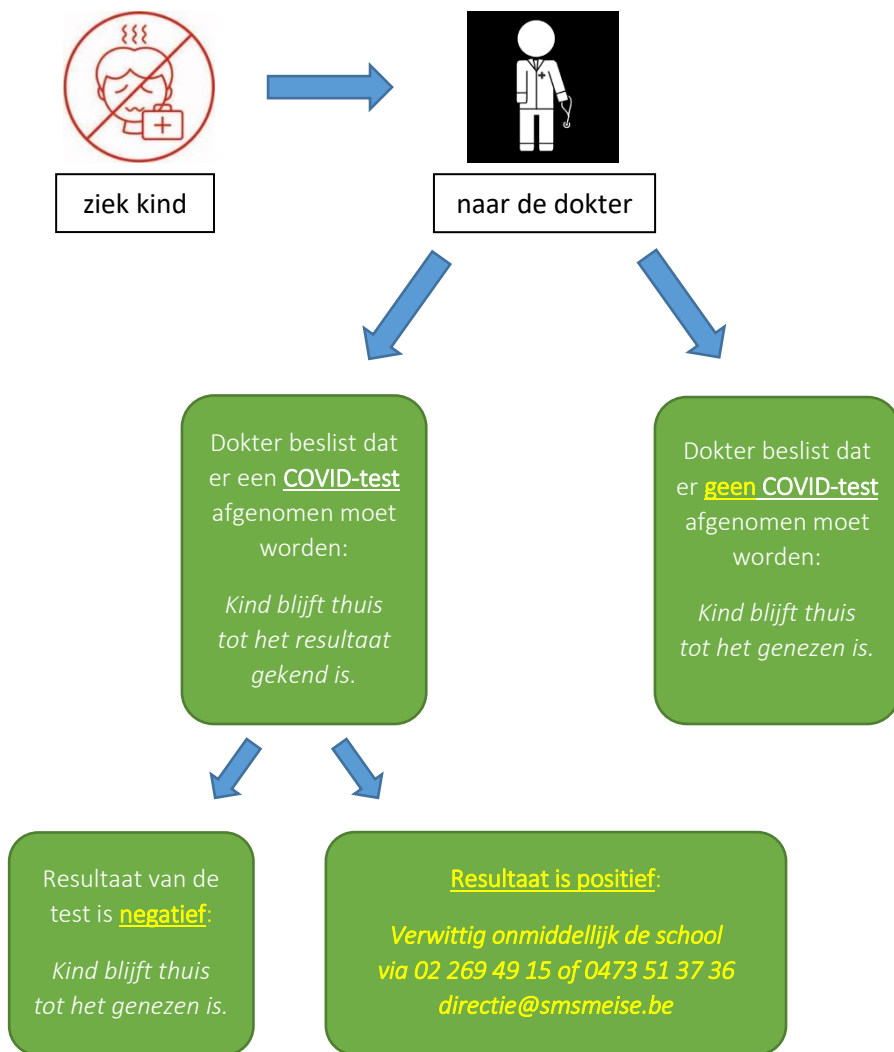 ziek kind
naar de dokter
Dokter beslist dat
er een COVID-test
afgenomen moet
worden:
Kind blijft thuis
tot het resultaat
gekend is.
Dokter beslist dat
er geen COVID-test
afgenomen moet
worden:
Kind blijft thuis
tot het genezen is.
Resultaat van de
test is negatief:
Kind blijft thuis
tot het genezen is.
Resultaat is positief:
Verwittig onmiddellijk de school
via 02 269 49 15 of 0473 51 37 36
directie@smsmeise.be